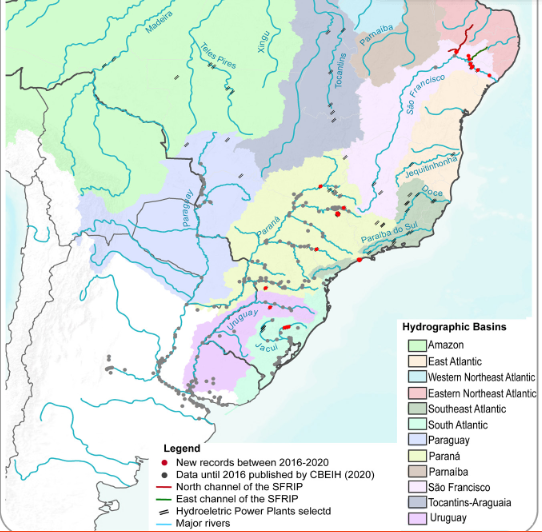 Madeira
Teles Pires
Xingu
Tocantins
Parnaiba
São Francisco
Jequitinhonha
Doce
Paraguay
Paraná
Paraíba do Sul
Uruguay
Jacui
Hydrographic Basins
Amazon
East Atlantic
Western Northeast Atlantic
Eastern Northeast Atlantic
Southeast Atlantic
South Atlantic
Paraguay
Paraná
Parnaiba
São Francisco
Tocantins-Araguaia
Uruguay
Legend
New records between 2016-2020
Data until 2016 published by CBEIH (2020)
North channel of the SFRIP
East channel of the SFRIP
Hydroeletric Power Plants selectd
Major rivers